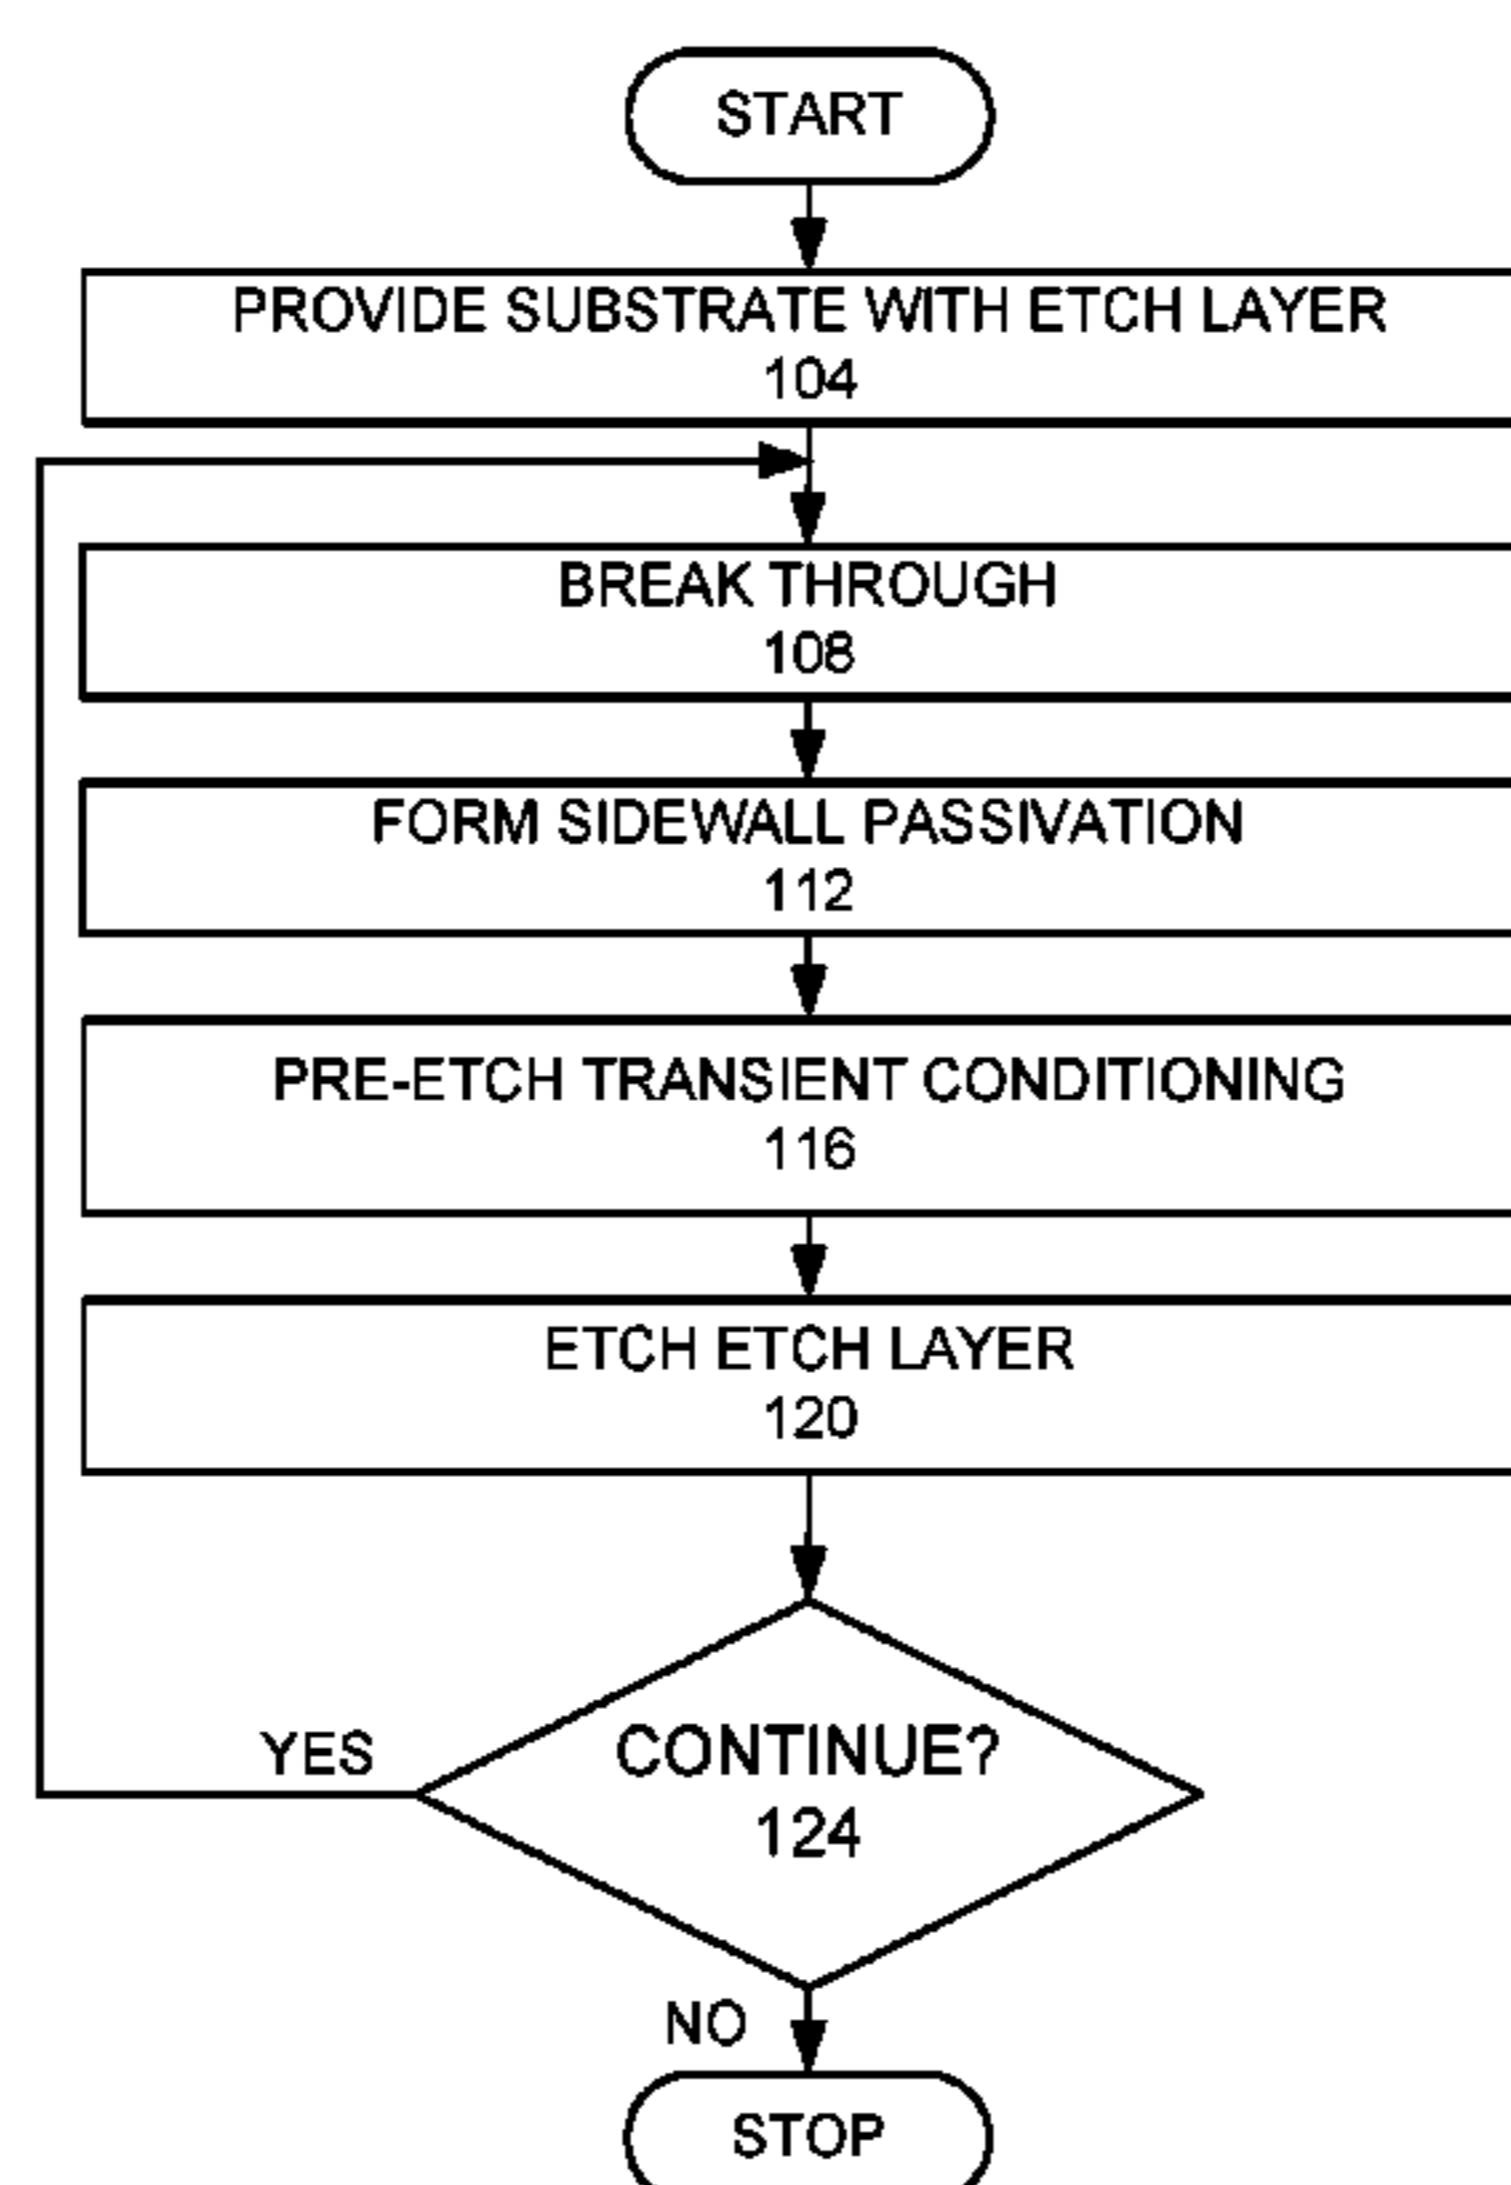 START
PROVIDE SUBSTRATE WITH ETCH LAYER
104
BREAK THROUGH
108
FORM SIDEWALL PASSIVATION
112
PRE-ETCH TRANSIENT CONDITIONING
116
ETCH ETCH LAYER
120
CONTINUE?
124
YES
NO
STOP